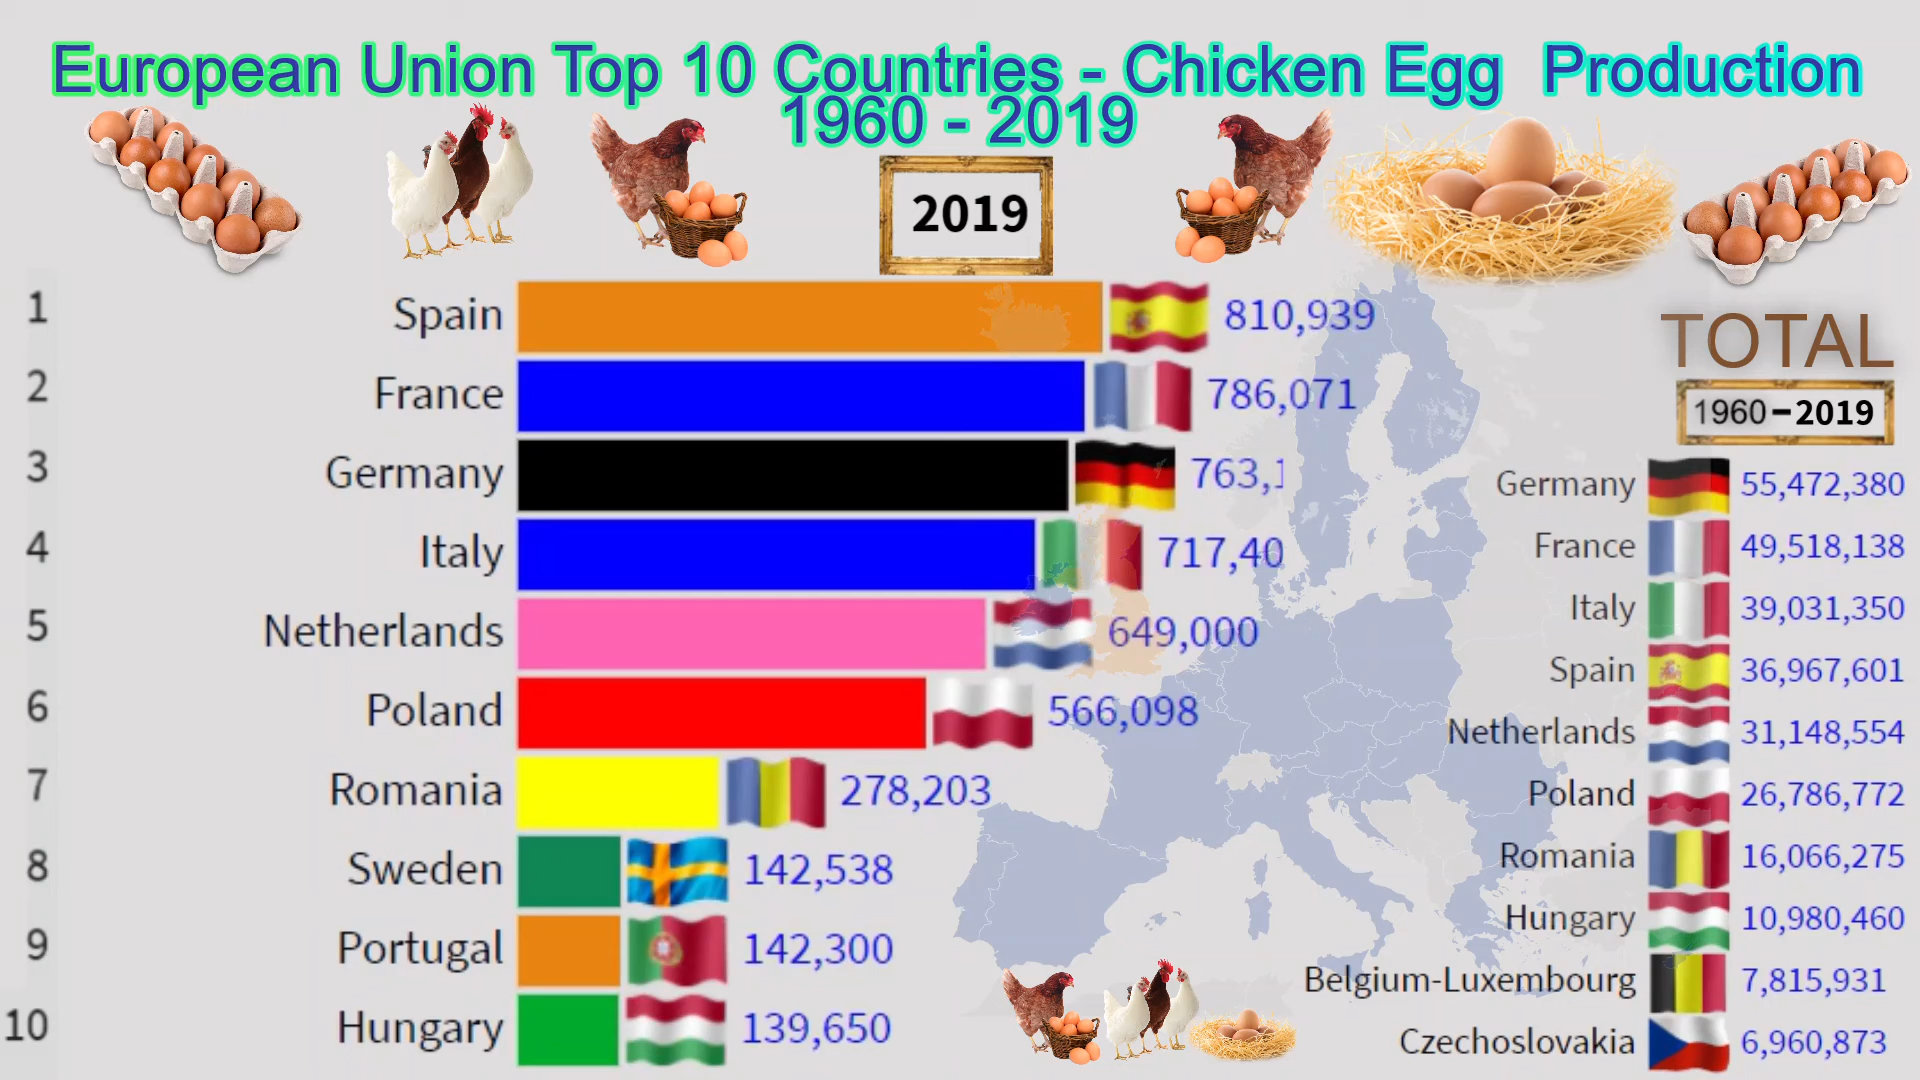 European Union Top 10 Countries - Chicken Egg Production
1960 - 2019
2019
1 Spain 810,939
2 France 786,071
3 Germany 763,1
4 Italy 717,40
5 Netherlands 649,000
6 Poland 566,098
7 Romania 278,203
8 Sweden 142,538
9 Portugal 142,300
10 Hungary 139,650
TOTAL
1960-2019
Germany 55,472,380
France 49,518,138
Italy 39,031,350
Spain 36,967,601
Netherlands 31,148,554
Poland 26,786,772
Romania 16,066,275
Hungary 10,980,460
Belgium-Luxembourg 7,815,931
Czechoslovakia 6,960,873